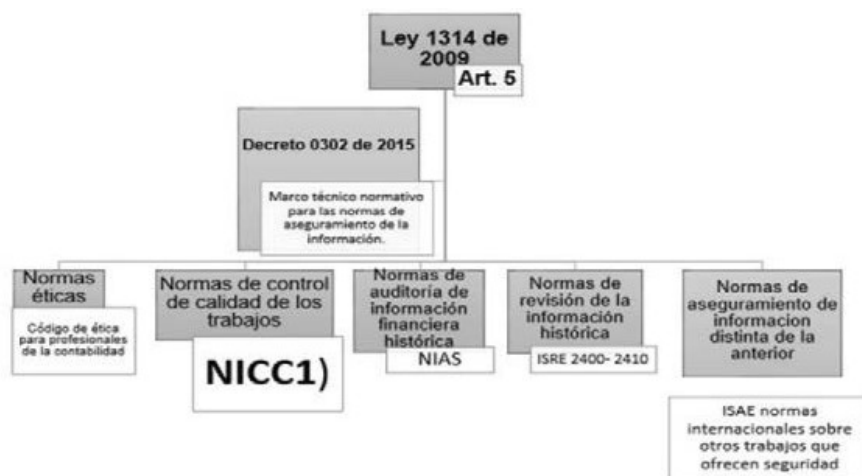 Ley 1314 de
2009
Art. 5
Decreto 0302 de 2015
Marco técnico normativo
para las normas de
aseguramiento de la
información.
Normas
éticas
Código de ética
para profesionales
de la contabilidad
Normas de control
de calidad de los
trabajos
NICC1)
Normas de
auditoría de
información
financiera
histórica
NIAS
Normas de
revisión de la
información
histórica
ISRE 2400- 2410
Normas de
aseguramiento de
informacion
distinta de la
anterior
ISAE normas
internacionales sobre
otros trabajos que
ofrecen seguridad